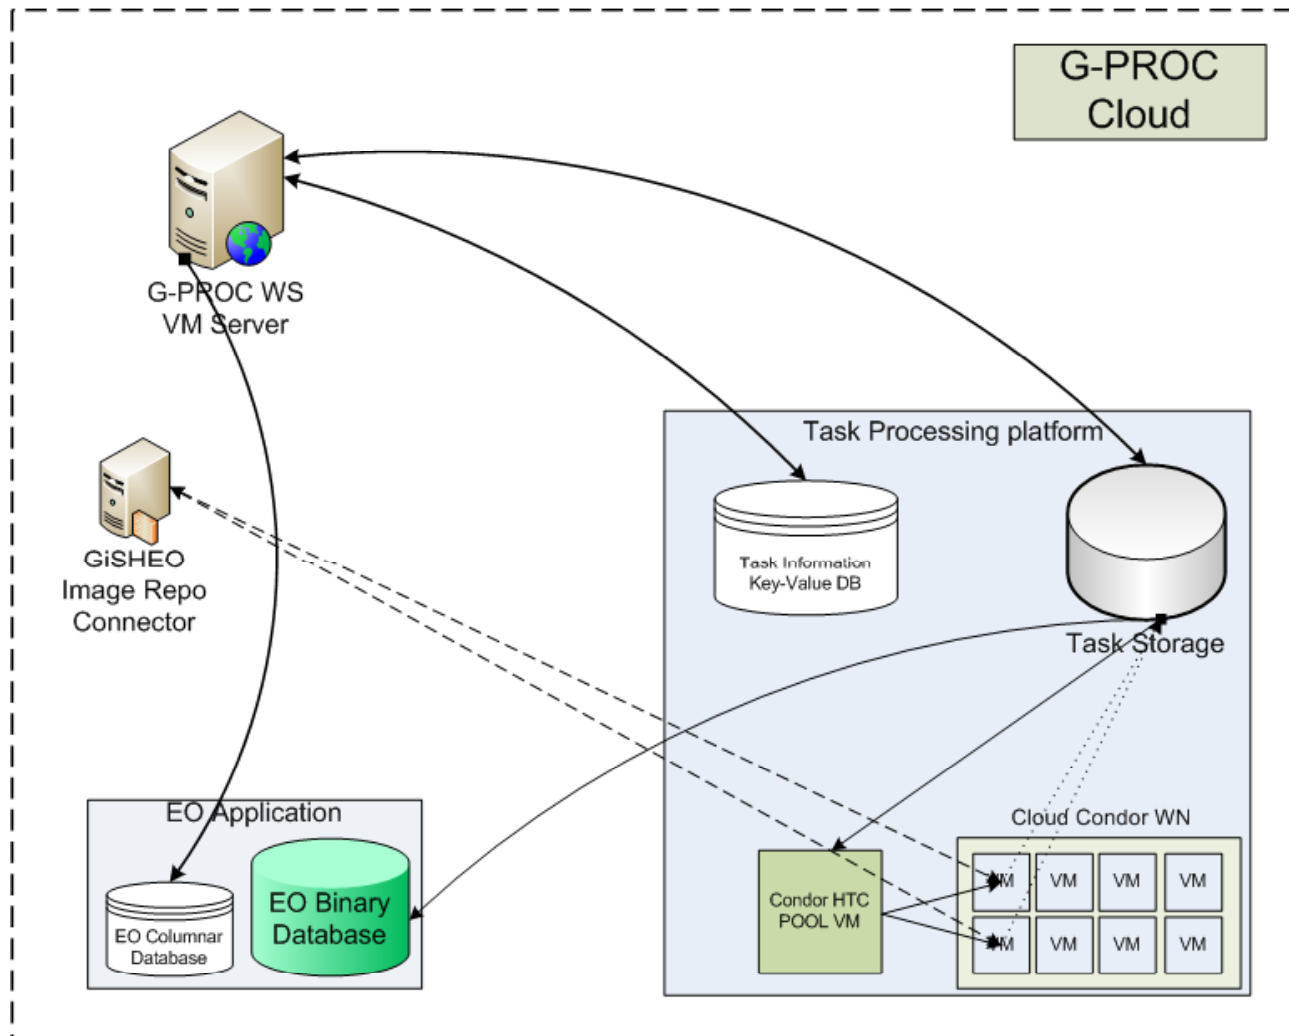 G-PROC
Cloud
G-PROC WS
VM Server
Task Processing platform
Task Information
Key-Value DB
Task Storage
GiSHEO
Image Repo
Connector
EO Application
EO Columnar
Database
EO Binary
Database
Condor HTC
POOL VM
Cloud Condor WN
VM VM VM VM
VM VM VM VM